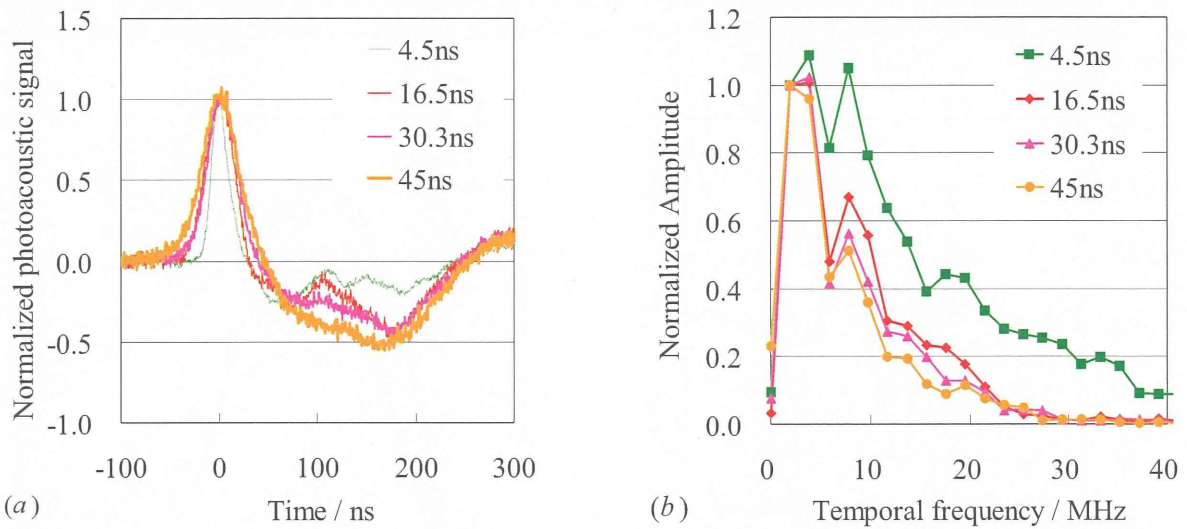 1.5
1.0
0.5
0.0
-0.5
-1.0
Normalized photoacoustic signal
4.5ns
16.5ns
30.3ns
45ns
-100 0 100 200 300
Time / ns
(a)
1.2
1.0
0.8
0.6
0.4
0.2
0.0
Normalized Amplitude
4.5ns
16.5ns
30.3ns
45ns
0 10 20 30 40
Temporal frequency / MHz
(b)